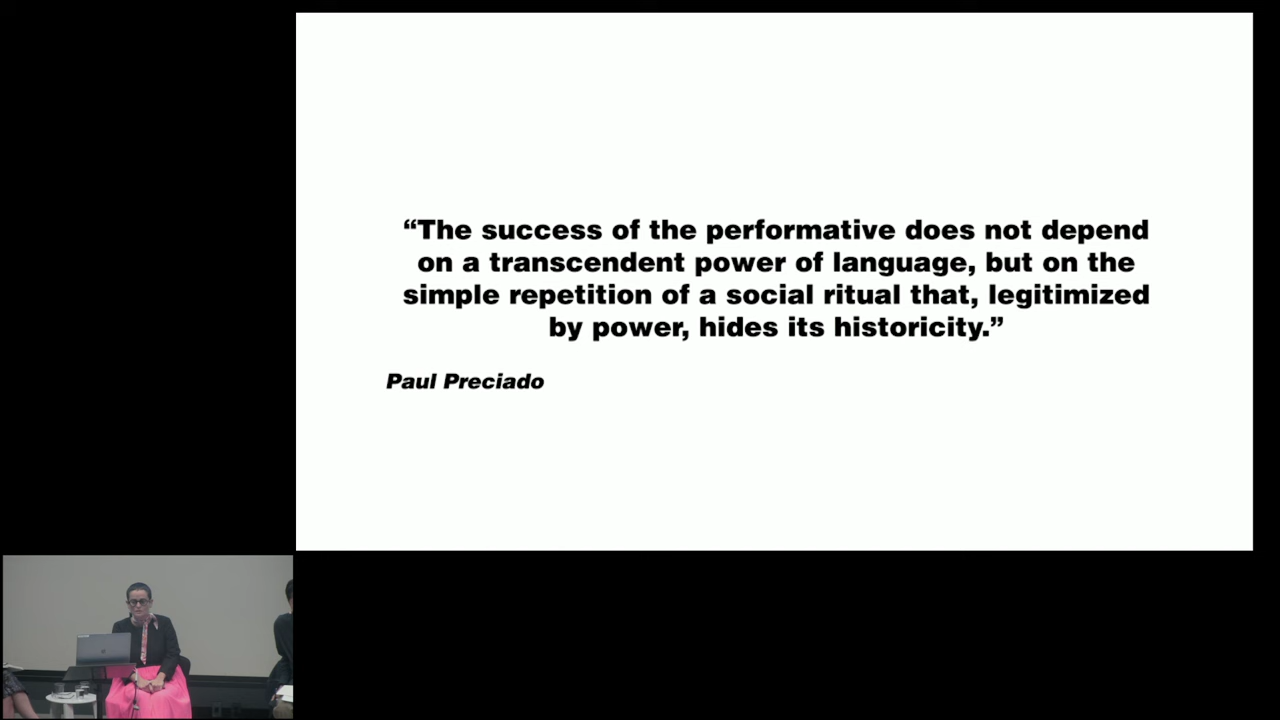 “The success of the performative does not depend
on a transcendent power of language, but on the
simple repetition of a social ritual that, legitimized
by power, hides its historicity.”
Paul Preciado